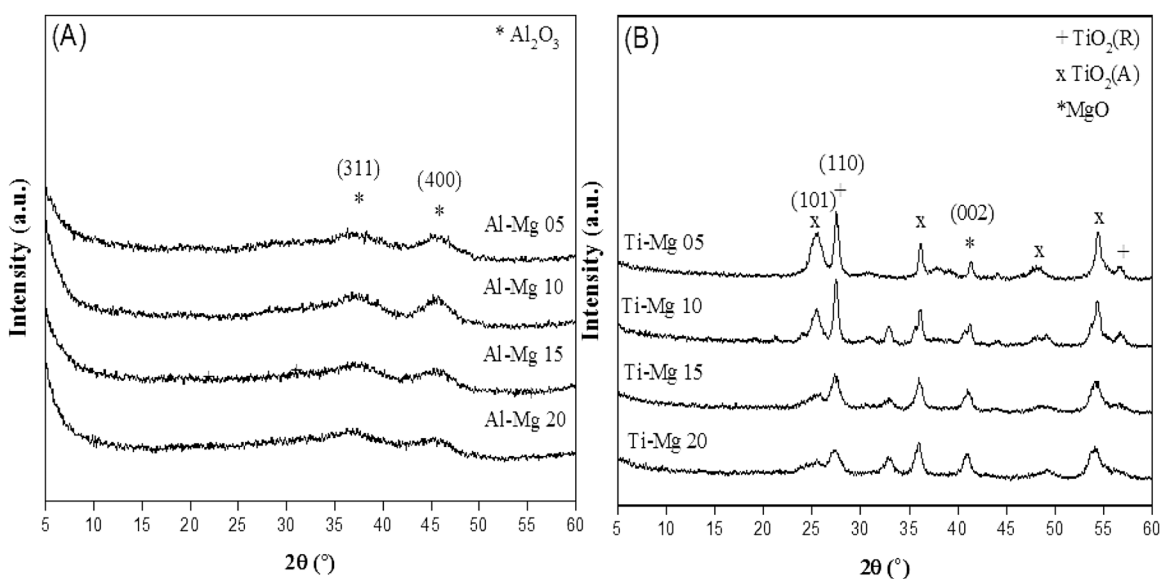 (A)
* Al₂O₃
(311)
(400)
*
*
Al-Mg 05
Al-Mg 10
Al-Mg 15
Al-Mg 20
Intensity (a.u.)
5 10 15 20 25 30 35 40 45 50 55 60
2θ (°)
(B)
+ TiO₂(R)
x TiO₂(A)
*MgO
(110)
(101)
(002)
x + x * x x +
Ti-Mg 05
Ti-Mg 10
Ti-Mg 15
Ti-Mg 20
Intensity (a.u.)
5 10 15 20 25 30 35 40 45 50 55 60
2θ (°)